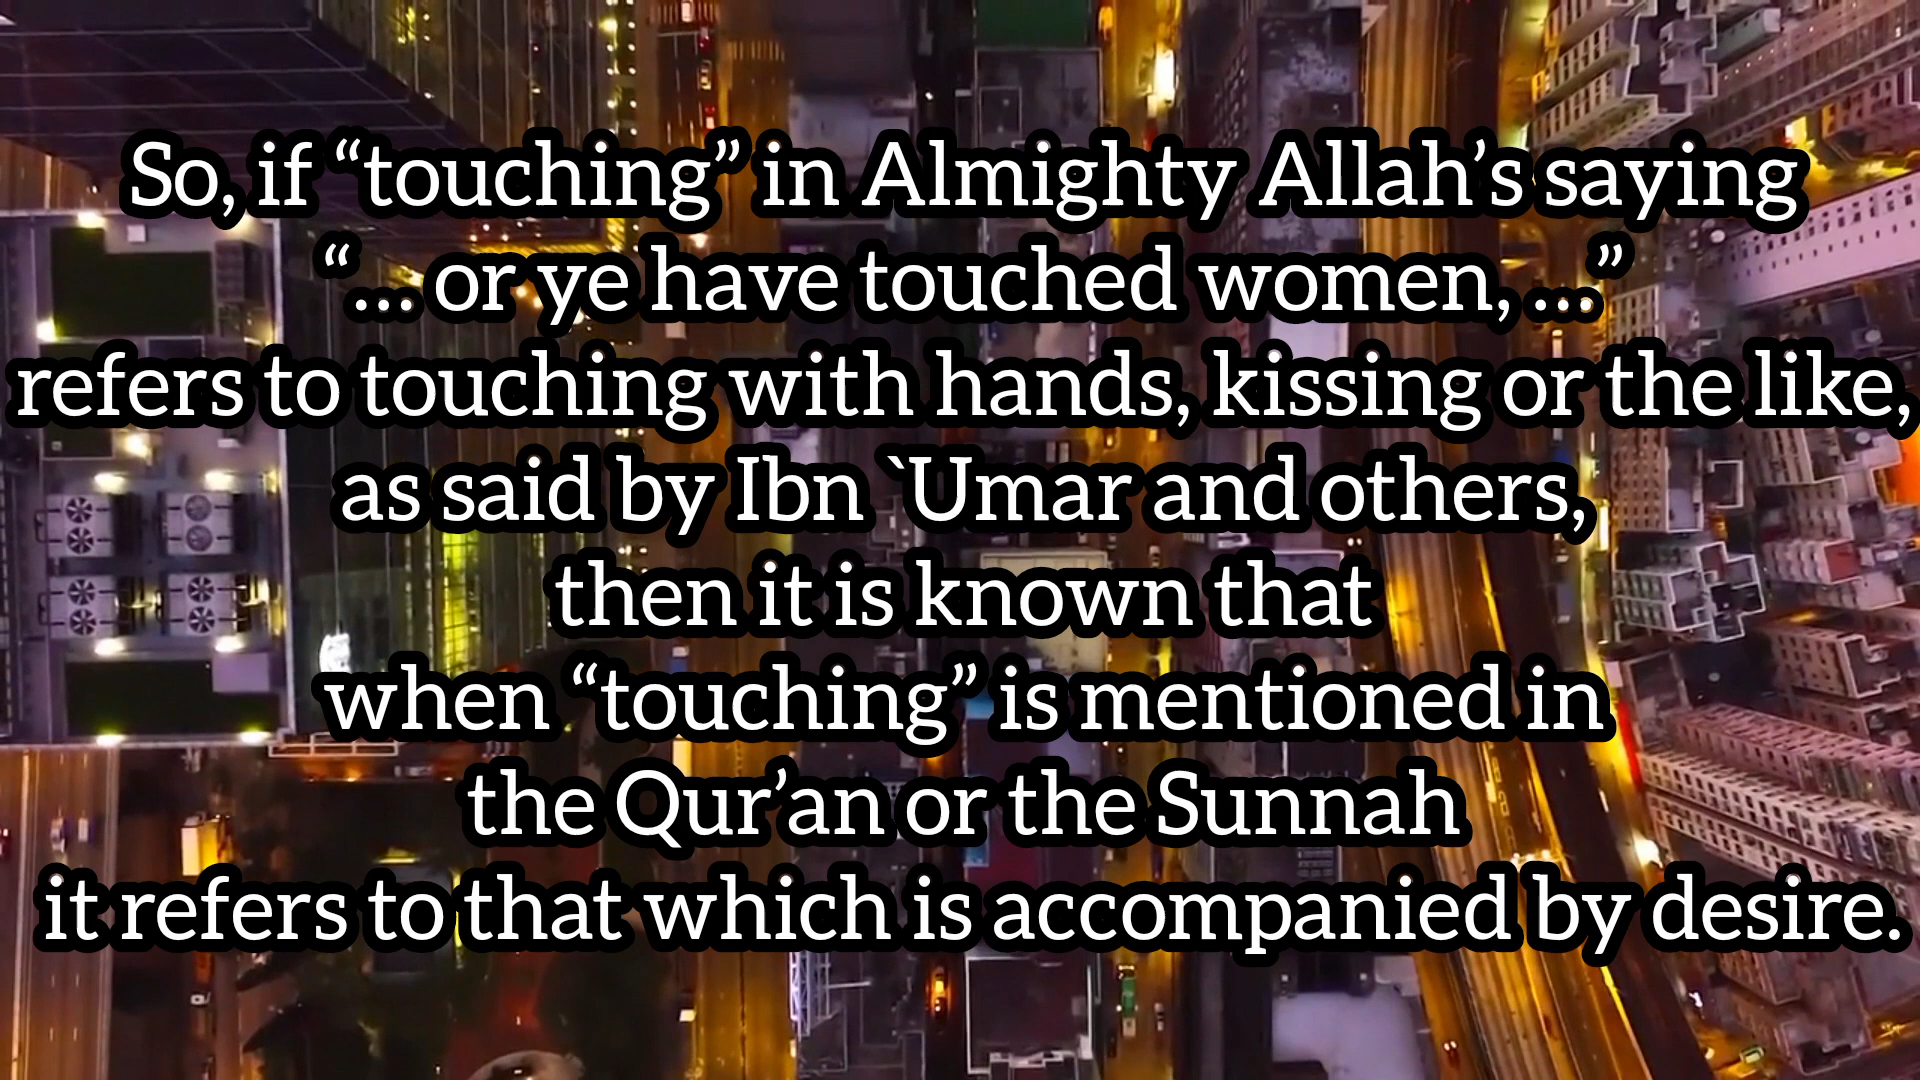 So, if “touching” in Almighty Allah’s saying
“... or ye have touched women, ...”
refers to touching with hands, kissing or the like,
as said by Ibn `Umar and others,
then it is known that
when “touching” is mentioned in
the Qur’an or the Sunnah
it refers to that which is accompanied by desire.